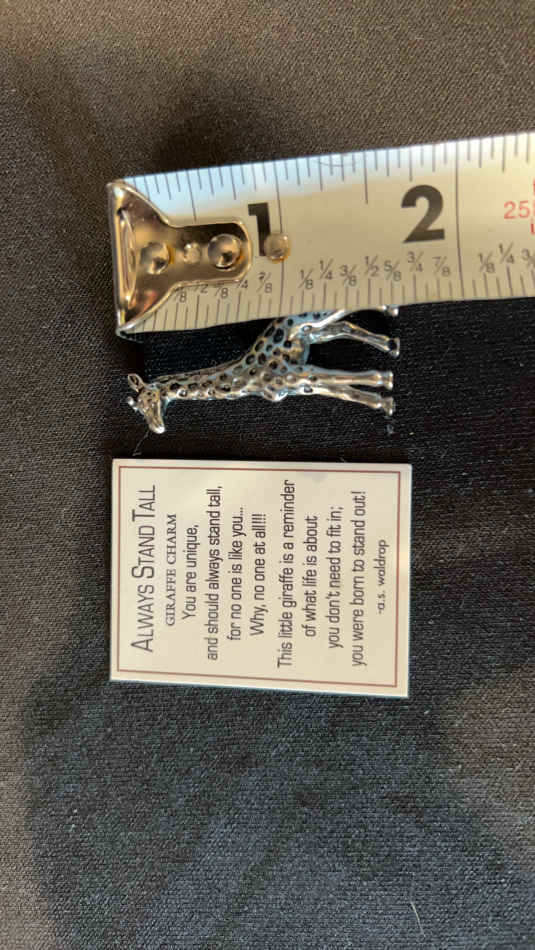 1 2 25
1/8 1/4 3/8 1/2 5/8 3/4 7/8 1/8 1/4
ALWAYS STAND TALL
GIRAFFE CHARM
You are unique,
and should always stand tall,
for no one is like you...
Why, no one at all!!!
This little giraffe is a reminder
of what life is about
you don't need to fit in;
you were born to stand out!
-a.s. waldrop